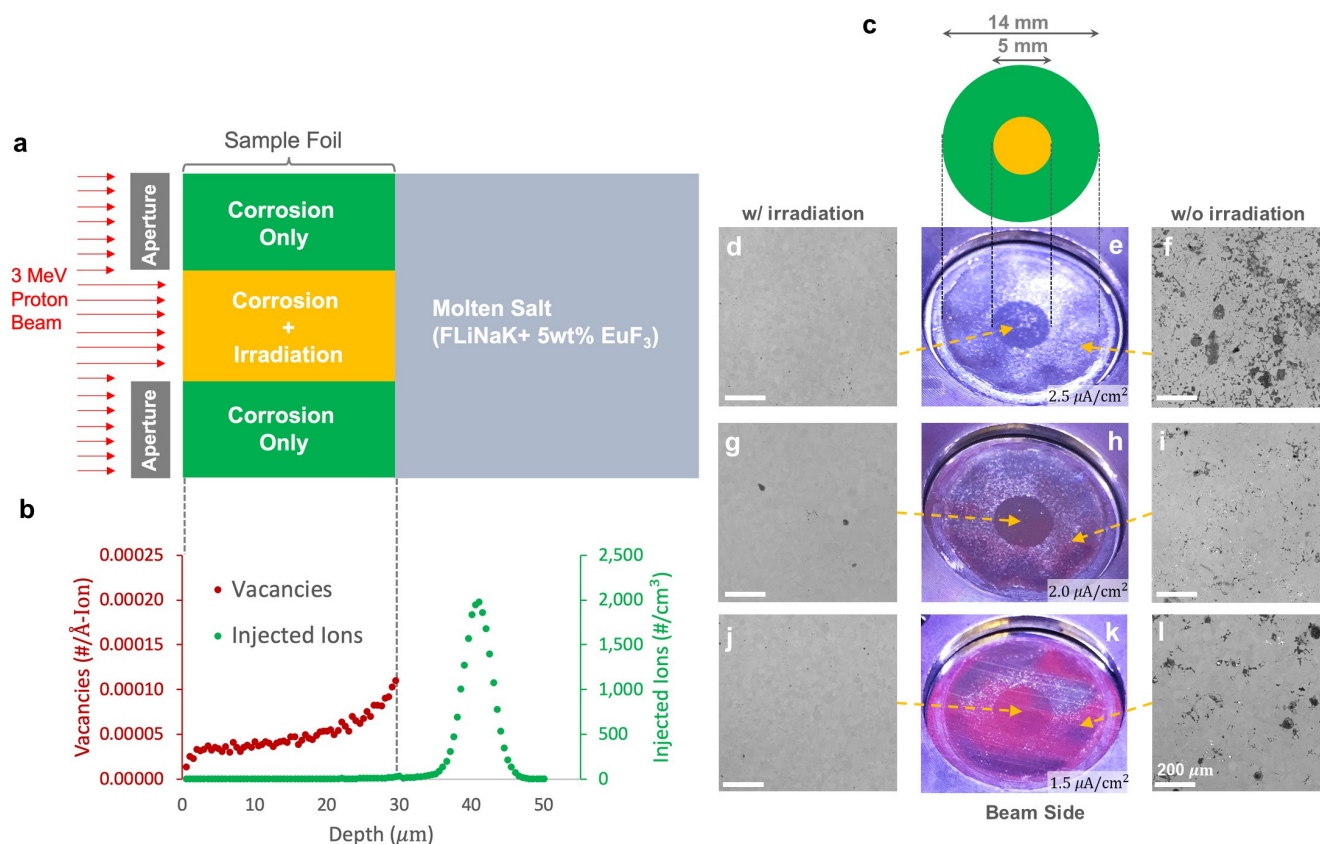 a
Sample Foil
3 MeV
Proton
Beam
Aperture
Aperture
Corrosion
Only
Corrosion
+
Irradiation
Corrosion
Only
Molten Salt
(FLiNaK+ 5wt% EuF₃)
b
Vacancies (#/Å-Ion)
0.00025
0.00020
0.00015
0.00010
0.00005
0.00000
Vacancies
Injected Ions
2,500
2,000
1,500
1,000
500
0
Injected Ions (#/cm³)
0
10
20
30
40
50
Depth (μm)
c
14 mm
5 mm
w/ irradiation
w/o irradiation
d
e
2.5 μA/cm²
f
g
h
2.0 μA/cm²
i
j
k
1.5 μA/cm²
l
200 μm
Beam Side